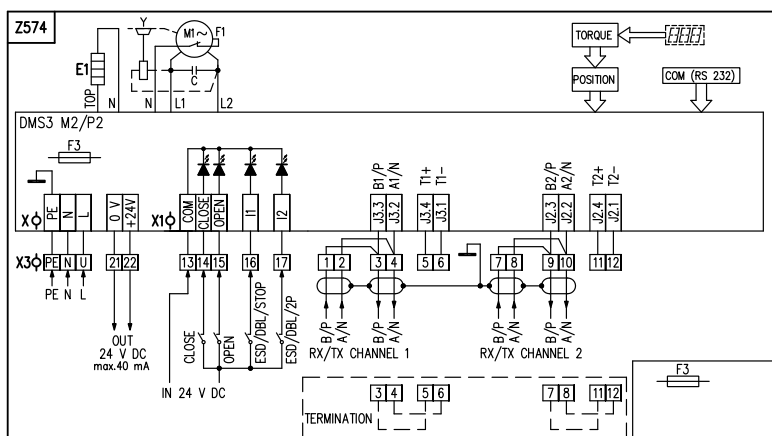 Z574
Y
M1~
F1
E1
C
TOP
N
N
L1
L2
TORQUE
POSITION
COM (RS 232)
DMS3 M2/P2
F3
B1/P
A1/N
T1+
T1-
B2/P
A2/N
T2+
T2-
X
PE
N
L
0 V
+24V
X1
COM
CLOSE
OPEN
I1
I2
J3.3
J3.2
J3.4
J3.1
J2.3
J2.2
J2.4
J2.1
X3
PE
N
U
21
22
13
14
15
16
17
1
2
3
4
5
6
7
8
9
10
11
12
PE
N
L
OUT
24 V DC
max.40 mA
CLOSE
OPEN
ESD/DBL/STOP
ESD/DBL/2P
IN 24 V DC
B/P
A/N
B/P
A/N
RX/TX CHANNEL 1
B/P
A/N
B/P
A/N
RX/TX CHANNEL 2
TERMINATION
3
4
5
6
7
8
11
12
F3